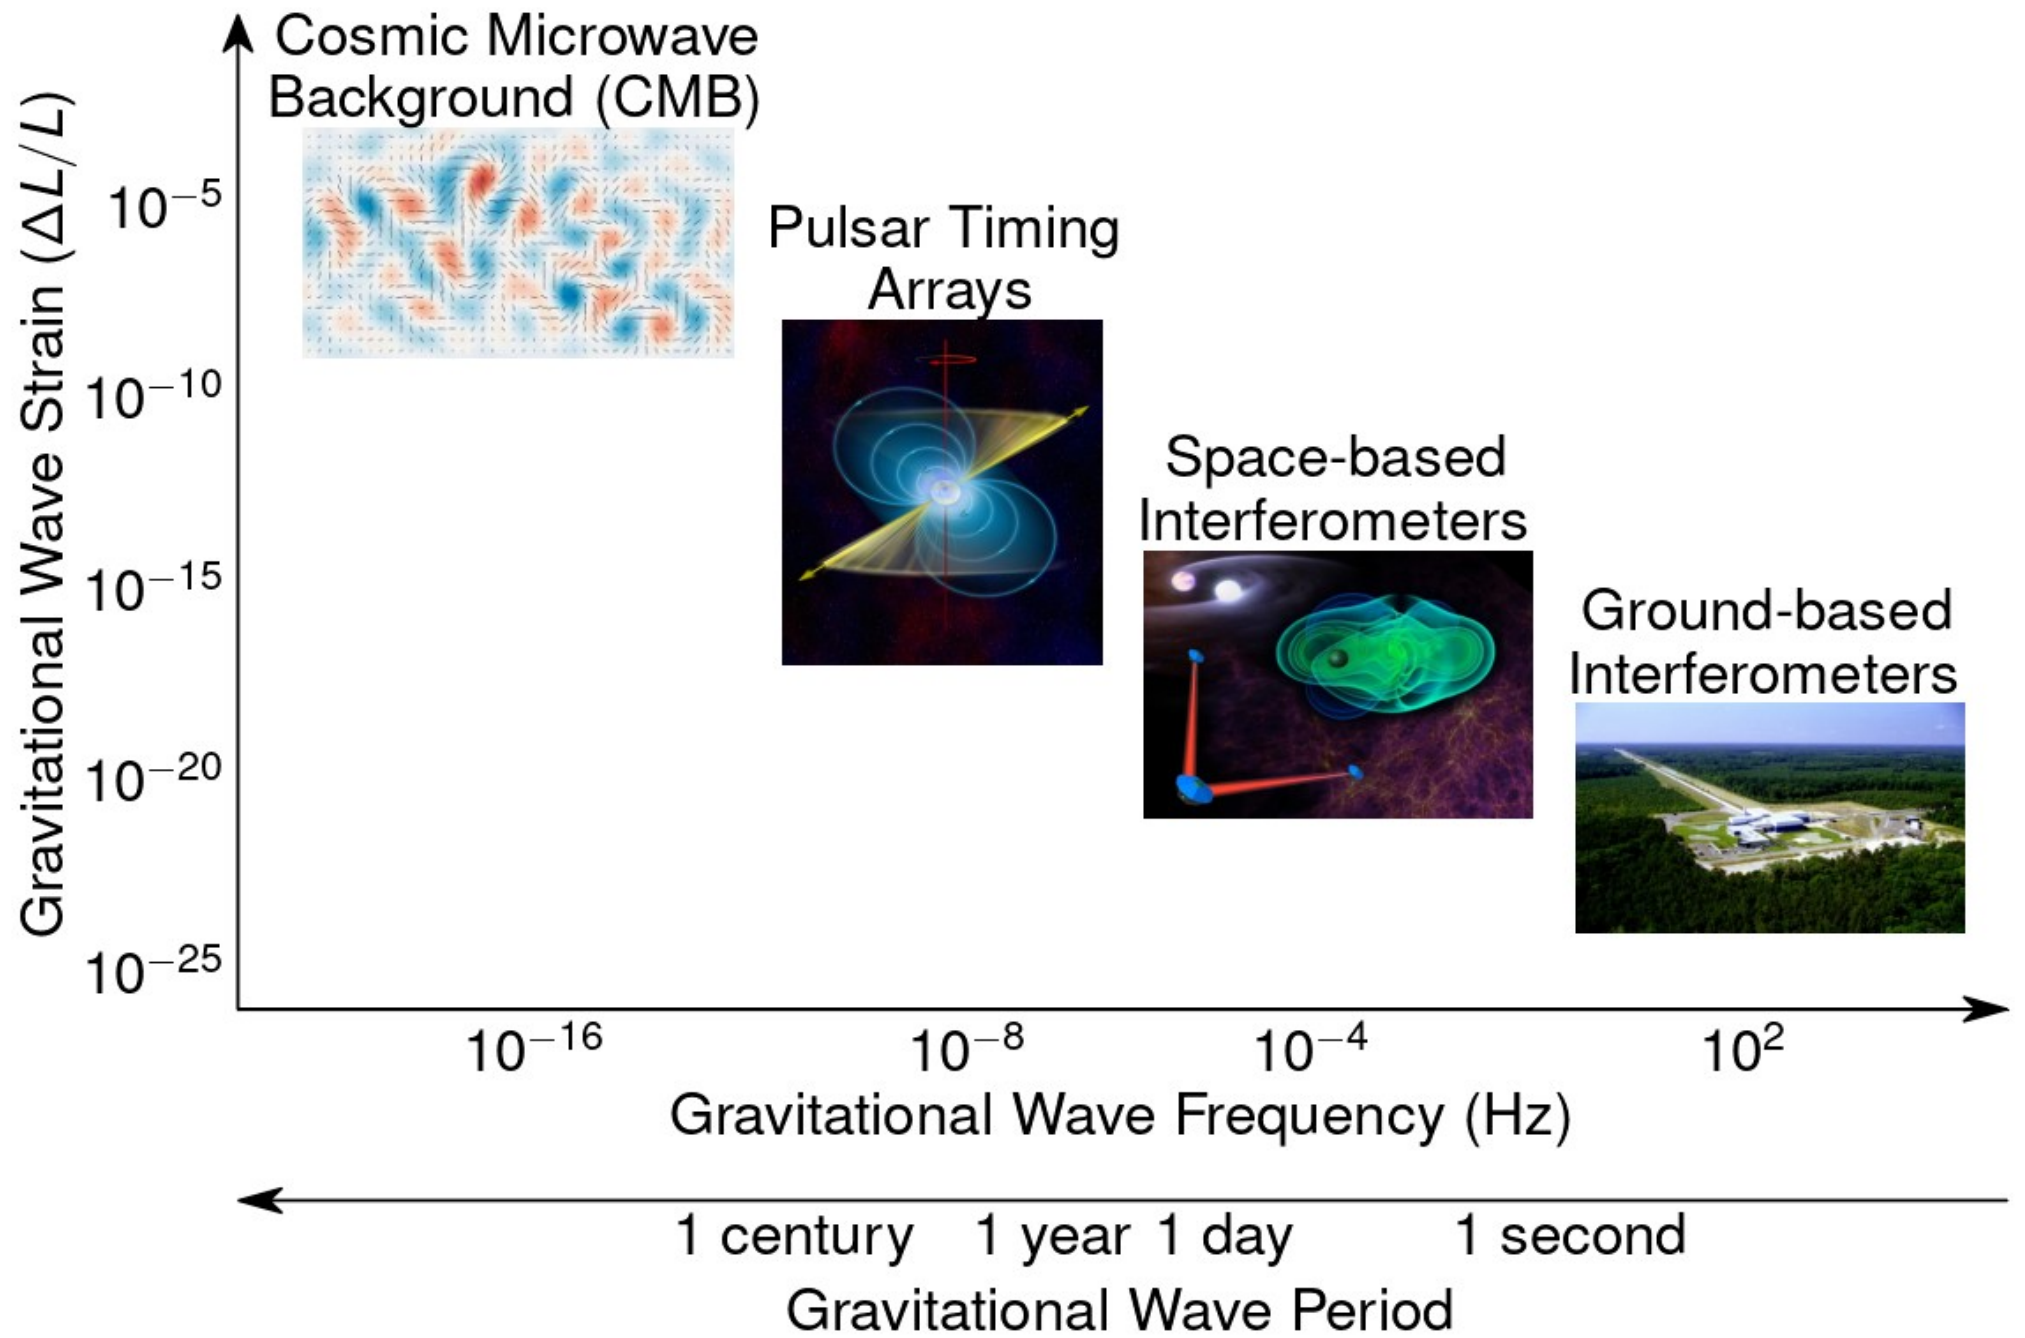 Cosmic Microwave
Background (CMB)
Pulsar Timing
Arrays
Space-based
Interferometers
Ground-based
Interferometers
Gravitational Wave Strain (ΔL/L)
10⁻⁵
10⁻¹⁰
10⁻¹⁵
10⁻²⁰
10⁻²⁵
10⁻¹⁶ 10⁻⁸ 10⁻⁴ 10²
Gravitational Wave Frequency (Hz)
1 century 1 year 1 day 1 second
Gravitational Wave Period